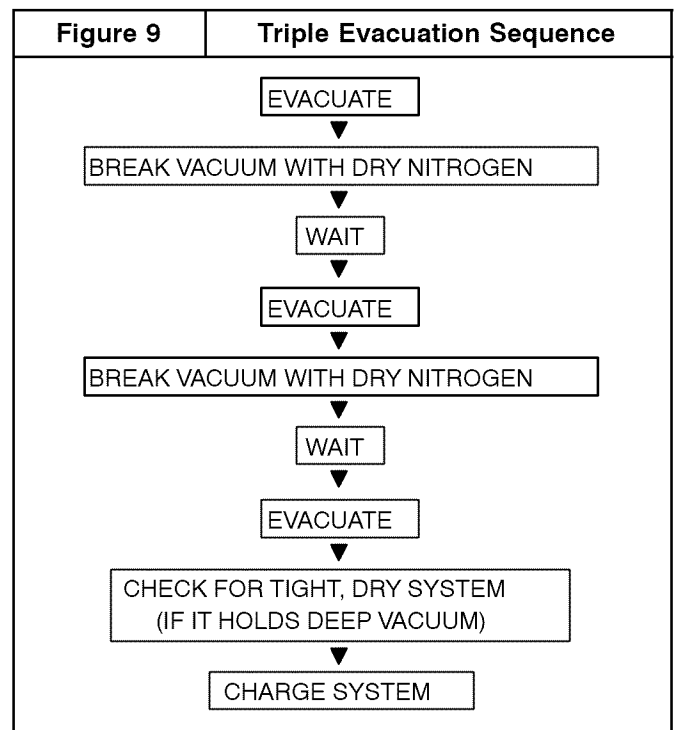 Figure 9
Triple Evacuation Sequence
EVACUATE
BREAK VACUUM WITH DRY NITROGEN
WAIT
EVACUATE
BREAK VACUUM WITH DRY NITROGEN
WAIT
EVACUATE
CHECK FOR TIGHT, DRY SYSTEM
(IF IT HOLDS DEEP VACUUM)
CHARGE SYSTEM